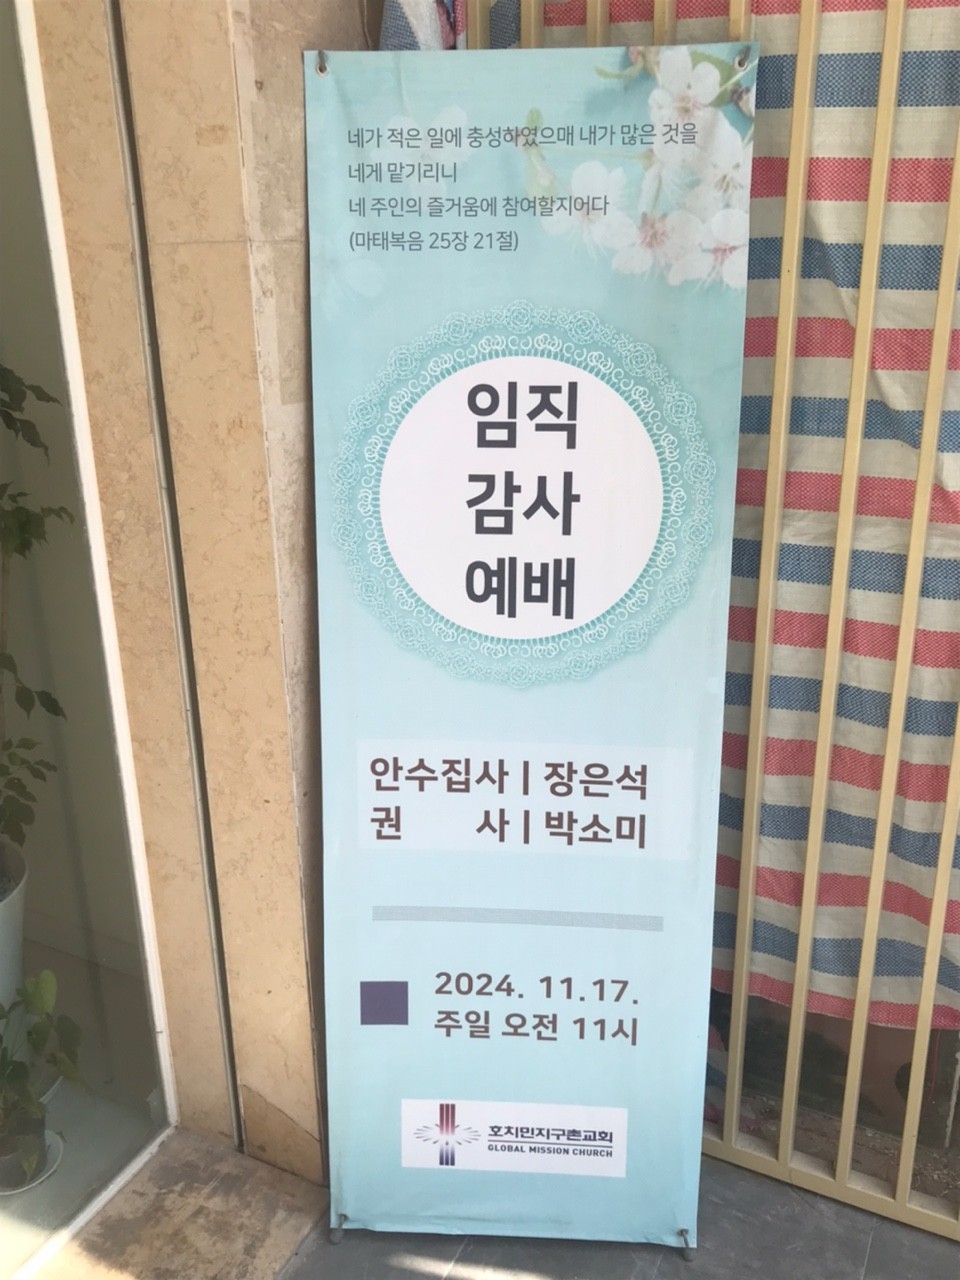 네가 적은 일에 충성하였으매 내가 많은 것을
네게 맡기리니
네 주인의 즐거움에 참여할지어다
(마태복음 25장 21절)
임직
감사
예배
안수집사 | 장은석
권 사 | 박소미
2024. 11.17.
주일 오전 11시
호치민지구촌교회
GLOBAL MISSION CHURCH